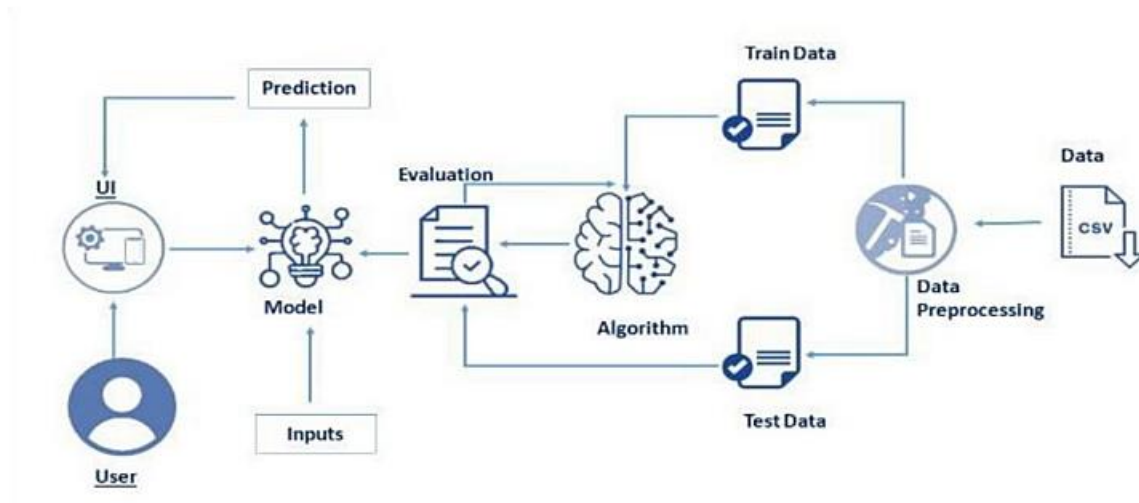 Train Data
Prediction
Data
Evaluation
UI
CSV
Model
Data
Preprocessing
Algorithm
Test Data
Inputs
User